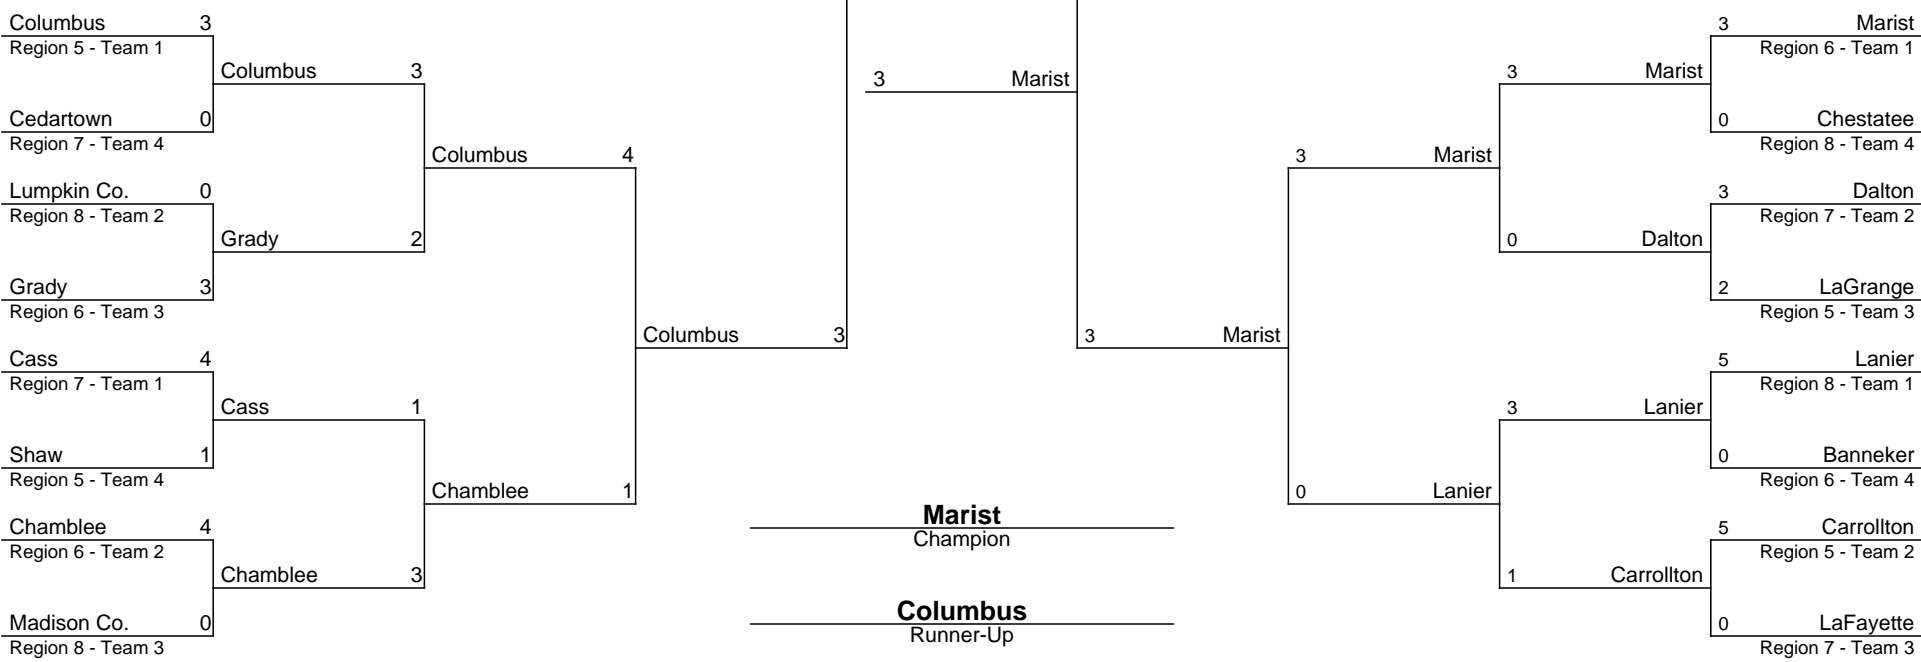 Columbus 3
Region 5 - Team 1
Cedartown 0
Region 7 - Team 4
Lumpkin Co. 0
Region 8 - Team 2
Grady 3
Region 6 - Team 3
Cass 4
Region 7 - Team 1
Shaw 1
Region 5 - Team 4
Chamblee 4
Region 6 - Team 2
Madison Co. 0
Region 8 - Team 3
Columbus 3
Grady 2
Cass 1
Chamblee 3
Columbus 4
Chamblee 1
Columbus 3
3 Marist
Marist
Champion
Columbus
Runner-Up
3 Marist
3 Marist
0 Lanier
3 Marist
0 Dalton
3 Lanier
1 Carrollton
3 Marist
Region 6 - Team 1
0 Chestatee
Region 8 - Team 4
3 Dalton
Region 7 - Team 2
2 LaGrange
Region 5 - Team 3
5 Lanier
Region 8 - Team 1
0 Banneker
Region 6 - Team 4
5 Carrollton
Region 5 - Team 2
0 LaFayette
Region 7 - Team 3